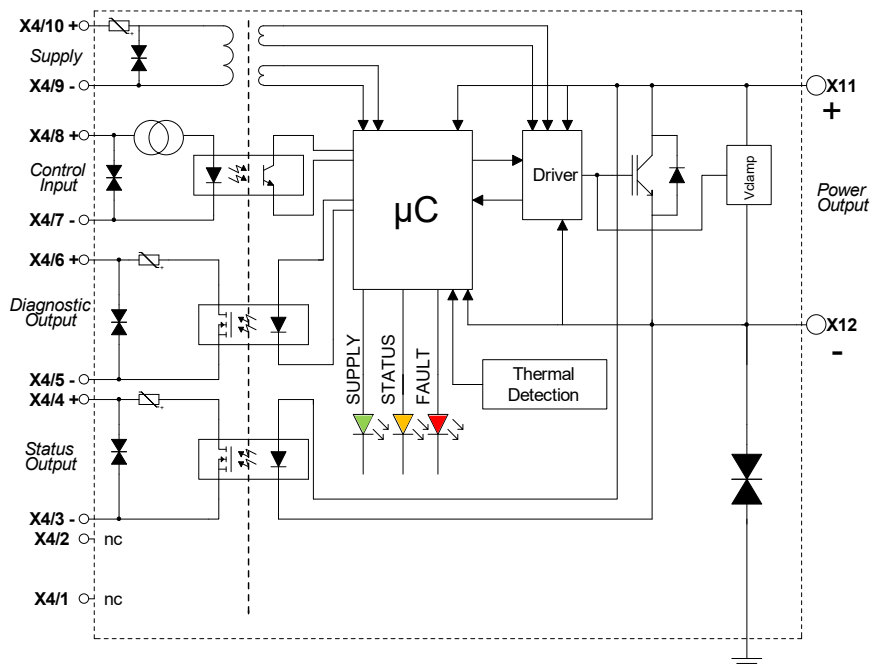 X4/10 +
Supply
X4/9 -
X4/8 +
Control
Input
X4/7 -
X4/6 +
Diagnostic
Output
X4/5 -
X4/4 +
Status
Output
X4/3 -
X4/2 nc
X4/1 nc
µC
Driver
Vclamp
X11
+
Power
Output
X12
-
SUPPLY
STATUS
FAULT
Thermal
Detection